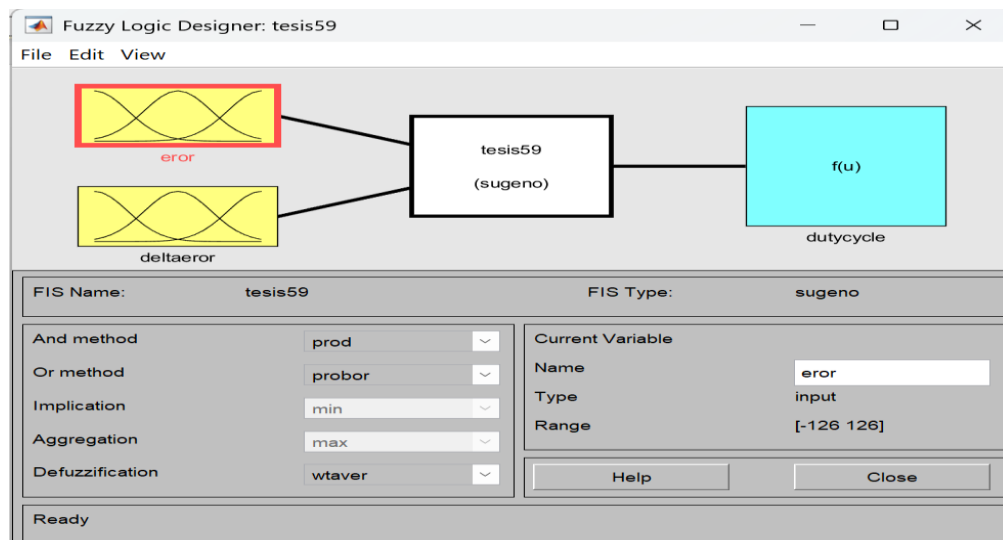 Fuzzy Logic Designer: tesis59
File Edit View
eror
deltaeror
tesis59
(sugeno)
f(u)
dutycycle
FIS Name: tesis59 FIS Type: sugeno
And method prod
Or method probor
Implication min
Aggregation max
Defuzzification wtaver
Current Variable
Name eror
Type input
Range [-126 126]
Help Close
Ready